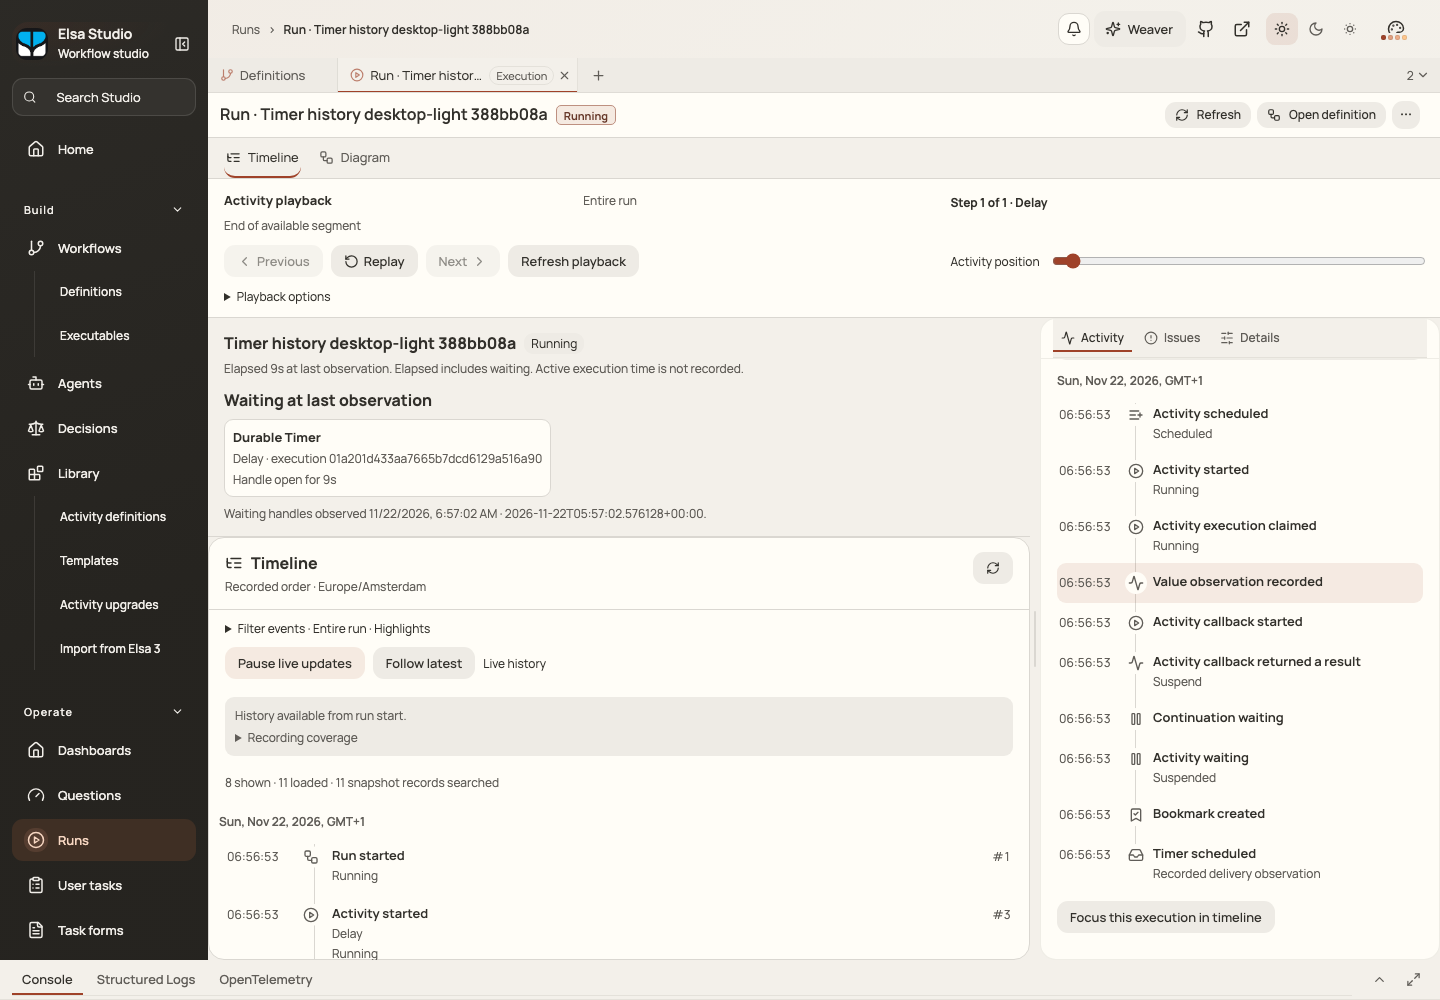 Elsa Studio
Workflow studio
Search Studio
Home
Build
Workflows
Definitions
Executables
Agents
Decisions
Library
Activity definitions
Templates
Activity upgrades
Import from Elsa 3
Operate
Dashboards
Questions
Runs
User tasks
Task forms
Runs › Run · Timer history desktop-light 388bb08a
Weaver
Definitions
Run · Timer histor... Execution
2
Run · Timer history desktop-light 388bb08a Running
Refresh
Open definition
Timeline
Diagram
Activity playback
Entire run
Step 1 of 1 · Delay
End of available segment
Previous
Replay
Next
Refresh playback
Activity position
Playback options
Timer history desktop-light 388bb08a Running
Elapsed 9s at last observation. Elapsed includes waiting. Active execution time is not recorded.
Waiting at last observation
Durable Timer
Delay · execution 01a201d433aa7665b7dcd6129a516a90
Handle open for 9s
Waiting handles observed 11/22/2026, 6:57:02 AM · 2026-11-22T05:57:02.576128+00:00.
Timeline
Recorded order · Europe/Amsterdam
Filter events · Entire run · Highlights
Pause live updates
Follow latest
Live history
History available from run start.
Recording coverage
8 shown · 11 loaded · 11 snapshot records searched
Sun, Nov 22, 2026, GMT+1
06:56:53 Run started #1
Running
06:56:53 Activity started #3
Delay
Running
Activity
Issues
Details
Sun, Nov 22, 2026, GMT+1
06:56:53 Activity scheduled
Scheduled
06:56:53 Activity started
Running
06:56:53 Activity execution claimed
Running
06:56:53 Value observation recorded
06:56:53 Activity callback started
06:56:53 Activity callback returned a result
Suspend
06:56:53 Continuation waiting
06:56:53 Activity waiting
Suspended
06:56:53 Bookmark created
06:56:53 Timer scheduled
Recorded delivery observation
Focus this execution in timeline
Console
Structured Logs
OpenTelemetry